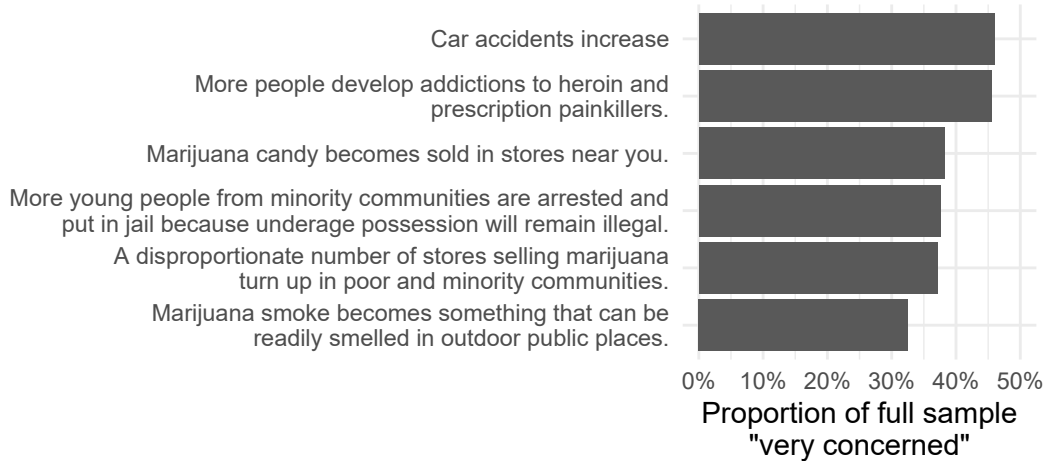 Car accidents increase
More people develop addictions to heroin and
prescription painkillers.
Marijuana candy becomes sold in stores near you.
More young people from minority communities are arrested and
put in jail because underage possession will remain illegal.
A disproportionate number of stores selling marijuana
turn up in poor and minority communities.
Marijuana smoke becomes something that can be
readily smelled in outdoor public places.
0% 10% 20% 30% 40% 50%
Proportion of full sample
"very concerned"